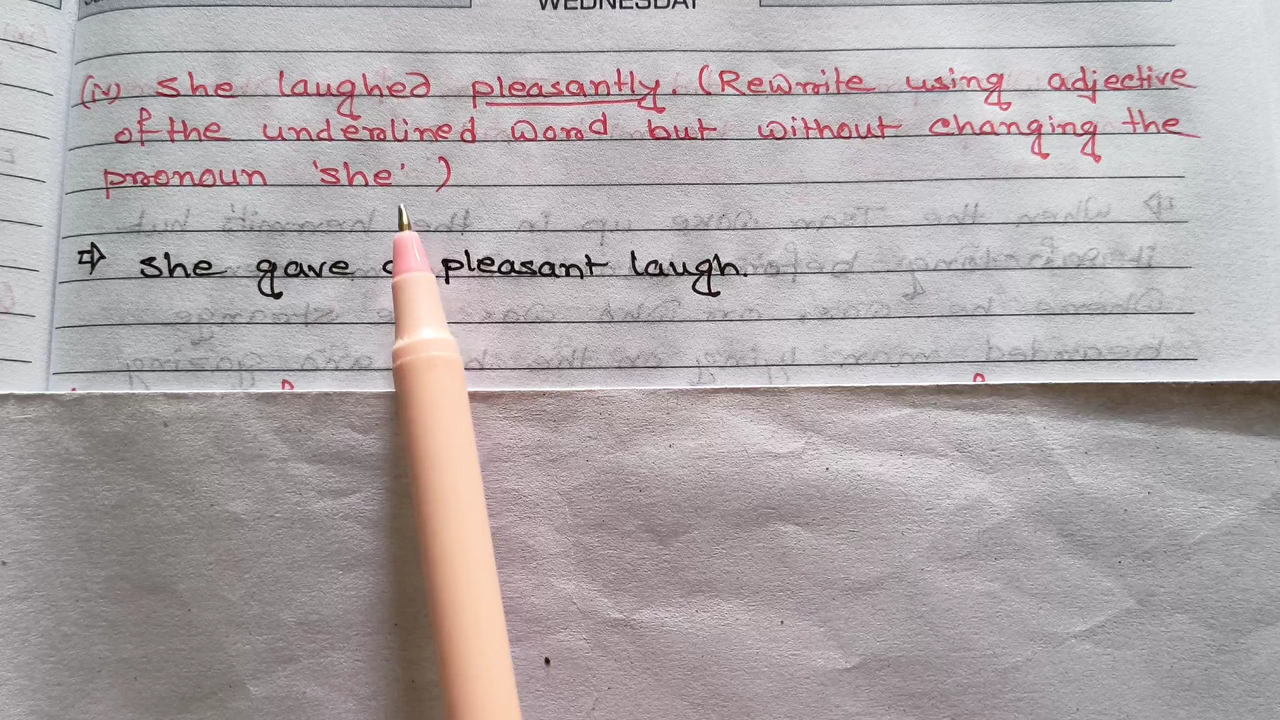 WEDNESDAY
(iv) she laughed pleasantly. (Rewrite using adjective
of the underlined word but without changing the
pronoun 'she')
⇒ she gave a pleasant laugh.